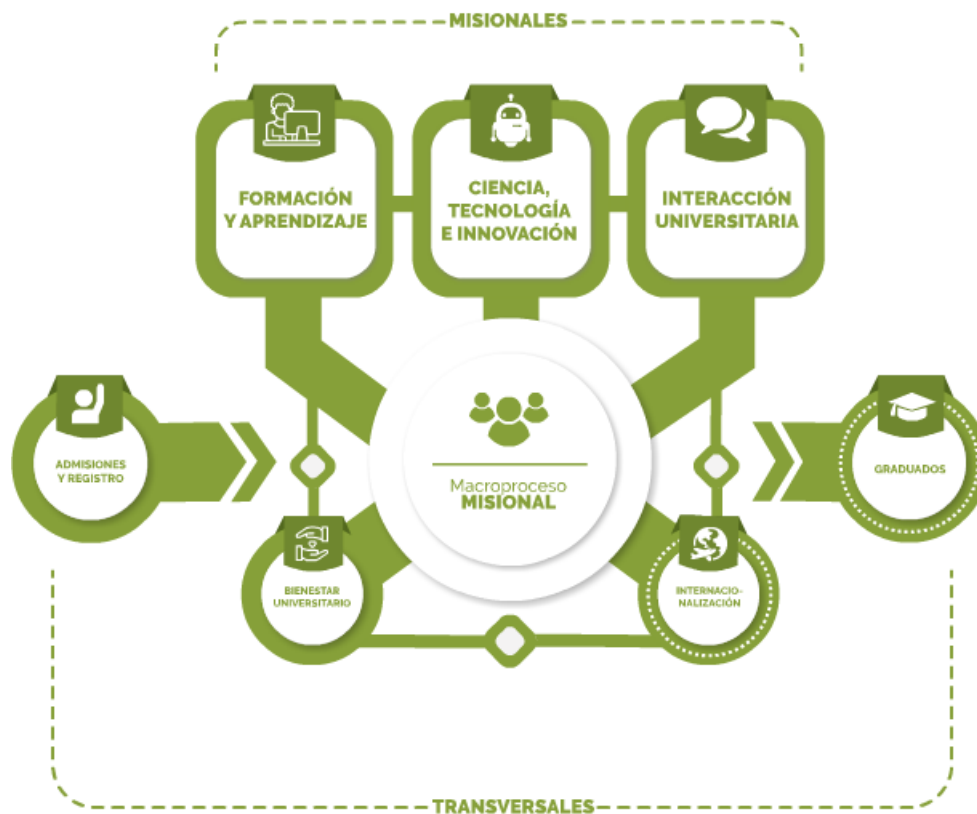 MISIONALES
FORMACIÓN
Y APRENDIZAJE
CIENCIA,
TECNOLOGÍA
E INNOVACIÓN
INTERACCIÓN
UNIVERSITARIA
ADMISIONES
Y REGISTRO
Macroproceso
MISIONAL
GRADUADOS
BIENESTAR
UNIVERSITARIO
INTERNACIO-
NALIZACIÓN
TRANSVERSALES